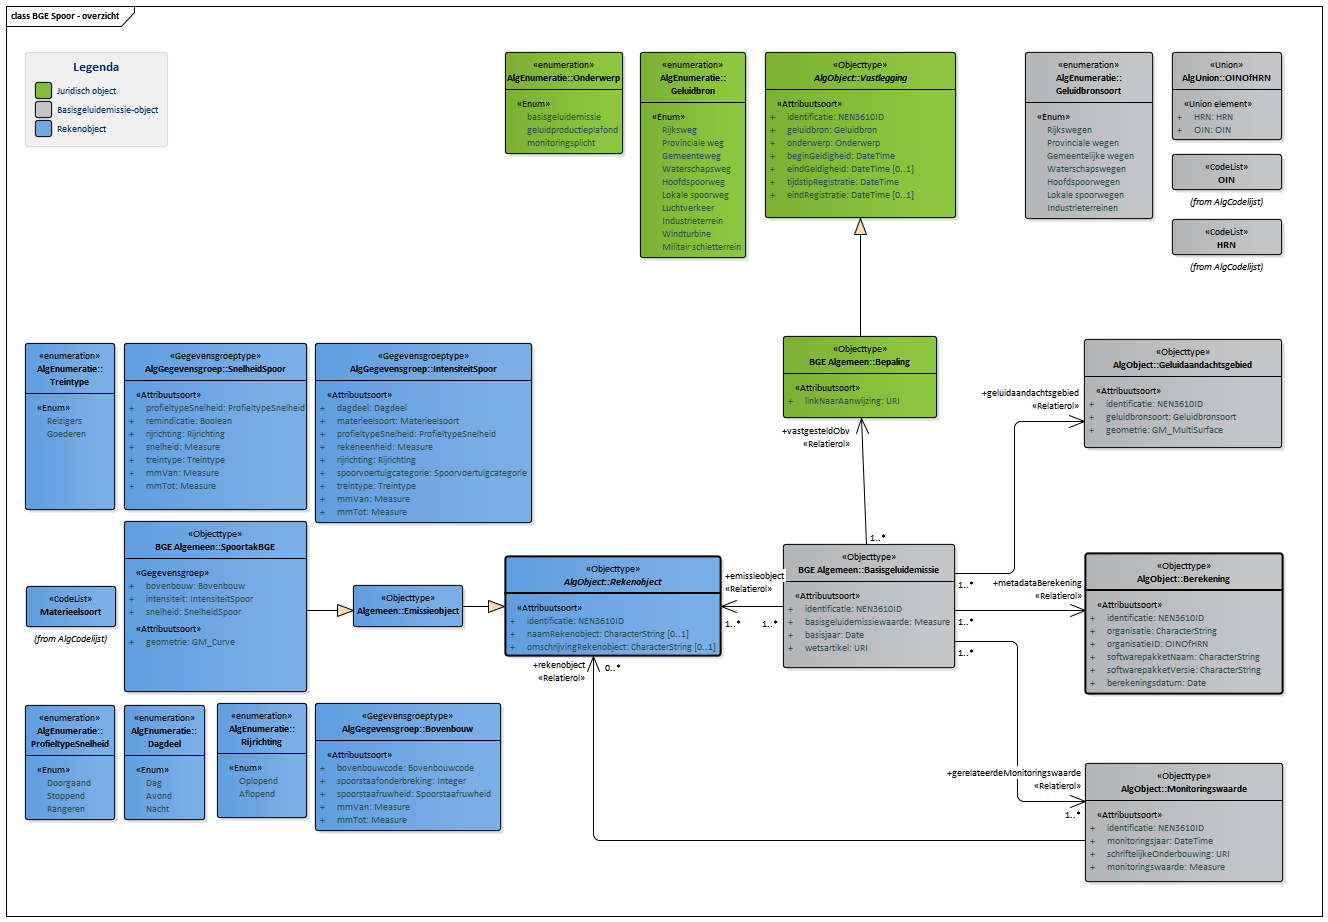 class BGE Spoor - overzicht
Legenda
Juridisch object
Basisgeluidemissie-object
Rekenobject
«enumeration»
AlgEnumeratie::Onderwerp
«Enum»
basisgeluidemissie
geluidproductieplafond
monitoringsplicht
«enumeration»
AlgEnumeratie::
Geluidbron
«Enum»
Rijksweg
Provinciale weg
Gemeenteweg
Waterschapsweg
Hoofdspoorweg
Lokale spoorweg
Luchtverkeer
Industrieterrein
Windturbine
Militair schietterrein
«Objecttype»
AlgObject::Vastlegging
«Attribuutsoort»
+ identificatie: NEN3610ID
+ geluidbron: Geluidbron
+ onderwerp: Onderwerp
+ beginGeldigheid: DateTime
+ eindGeldigheid: DateTime [0..1]
+ tijdstipRegistratie: DateTime
+ eindRegistratie: DateTime [0..1]
«enumeration»
AlgEnumeratie::
Geluidbronsoort
«Enum»
Rijkswegen
Provinciale wegen
Gemeentelijke wegen
Waterschapswegen
Hoofdspoorwegen
Lokale spoorwegen
Industrieterreinen
«Union»
AlgUnion::OINOfHRN
«Union element»
+ HRN: HRN
+ OIN: OIN
«CodeList»
OIN
(from AlgCodelijst)
«CodeList»
HRN
(from AlgCodelijst)
«enumeration»
AlgEnumeratie::
Treintype
«Enum»
Reizigers
Goederen
«Gegevensgroeptype»
AlgGegevensgroep::SnelheidSpoor
«Attribuutsoort»
+ profieltypeSnelheid: ProfieltypeSnelheid
+ remindicatie: Boolean
+ rijrichting: Rijrichting
+ snelheid: Measure
+ treintype: Treintype
+ mmVan: Measure
+ mmTot: Measure
«Gegevensgroeptype»
AlgGegevensgroep::IntensiteitSpoor
«Attribuutsoort»
+ dagdeel: Dagdeel
+ materieelsoort: Materieelsoort
+ profieltypeSnelheid: ProfieltypeSnelheid
+ rekeneenheid: Measure
+ rijrichting: Rijrichting
+ spoorvoertuigcategorie: Spoorvoertuigcategorie
+ treintype: Treintype
+ mmVan: Measure
+ mmTot: Measure
«Objecttype»
BGE Algemeen::Bepaling
«Attribuutsoort»
+ linkNaarAanwijzing: URI
+vastgesteldObv
«Relatierol»
1..*
+geluidaandachtsgebied
«Relatierol»
1..*
«Objecttype»
AlgObject::Geluidaandachtsgebied
«Attribuutsoort»
+ identificatie: NEN3610ID
+ geluidbronsoort: Geluidbronsoort
+ geometrie: GM_MultiSurface
«CodeList»
Materieelsoort
(from AlgCodelijst)
«Objecttype»
BGE Algemeen::SpoortakBGE
«Gegevensgroep»
+ bovenbouw: Bovenbouw
+ intensiteit: IntensiteitSpoor
+ snelheid: SnelheidSpoor
«Attribuutsoort»
+ geometrie: GM_Curve
«Objecttype»
Algemeen::Emissieobject
«Objecttype»
AlgObject::Rekenobject
«Attribuutsoort»
+ identificatie: NEN3610ID
+ naamRekenobject: CharacterString [0..1]
+ omschrijvingRekenobject: CharacterString [0..1]
+emissieobject
«Relatierol»
1..*
1..*
«Objecttype»
BGE Algemeen::Basisgeluidemissie
«Attribuutsoort»
+ identificatie: NEN3610ID
+ basisgeluidemissiewaarde: Measure
+ basisjaar: Date
+ wetsartikel: URI
+metadataBerekening
«Relatierol»
1..*
«Objecttype»
AlgObject::Berekening
«Attribuutsoort»
+ identificatie: NEN3610ID
+ organisatie: CharacterString
+ organisatieID: OINOfHRN
+ softwarepakketNaam: CharacterString
+ softwarepakketVersie: CharacterString
+ berekeningsdatum: Date
1..*
+rekenobject
«Relatierol»
0..*
«enumeration»
AlgEnumeratie::
ProfieltypeSnelheid
«Enum»
Doorgaand
Stoppend
Rangeren
«enumeration»
AlgEnumeratie::
Dagdeel
«Enum»
Dag
Avond
Nacht
«enumeration»
AlgEnumeratie::
Rijrichting
«Enum»
Oplopend
Aflopend
«Gegevensgroeptype»
AlgGegevensgroep::Bovenbouw
«Attribuutsoort»
+ bovenbouwcode: Bovenbouwcode
+ spoorstaafonderbreking: Integer
+ spoorstaafruwheid: Spoorstaafruwheid
+ mmVan: Measure
+ mmTot: Measure
+gerelateerdeMonitoringswaarde
«Relatierol»
1..*
«Objecttype»
AlgObject::Monitoringswaarde
«Attribuutsoort»
+ identificatie: NEN3610ID
+ monitoringsjaar: DateTime
+ schriftelijkeOnderbouwing: URI
+ monitoringswaarde: Measure